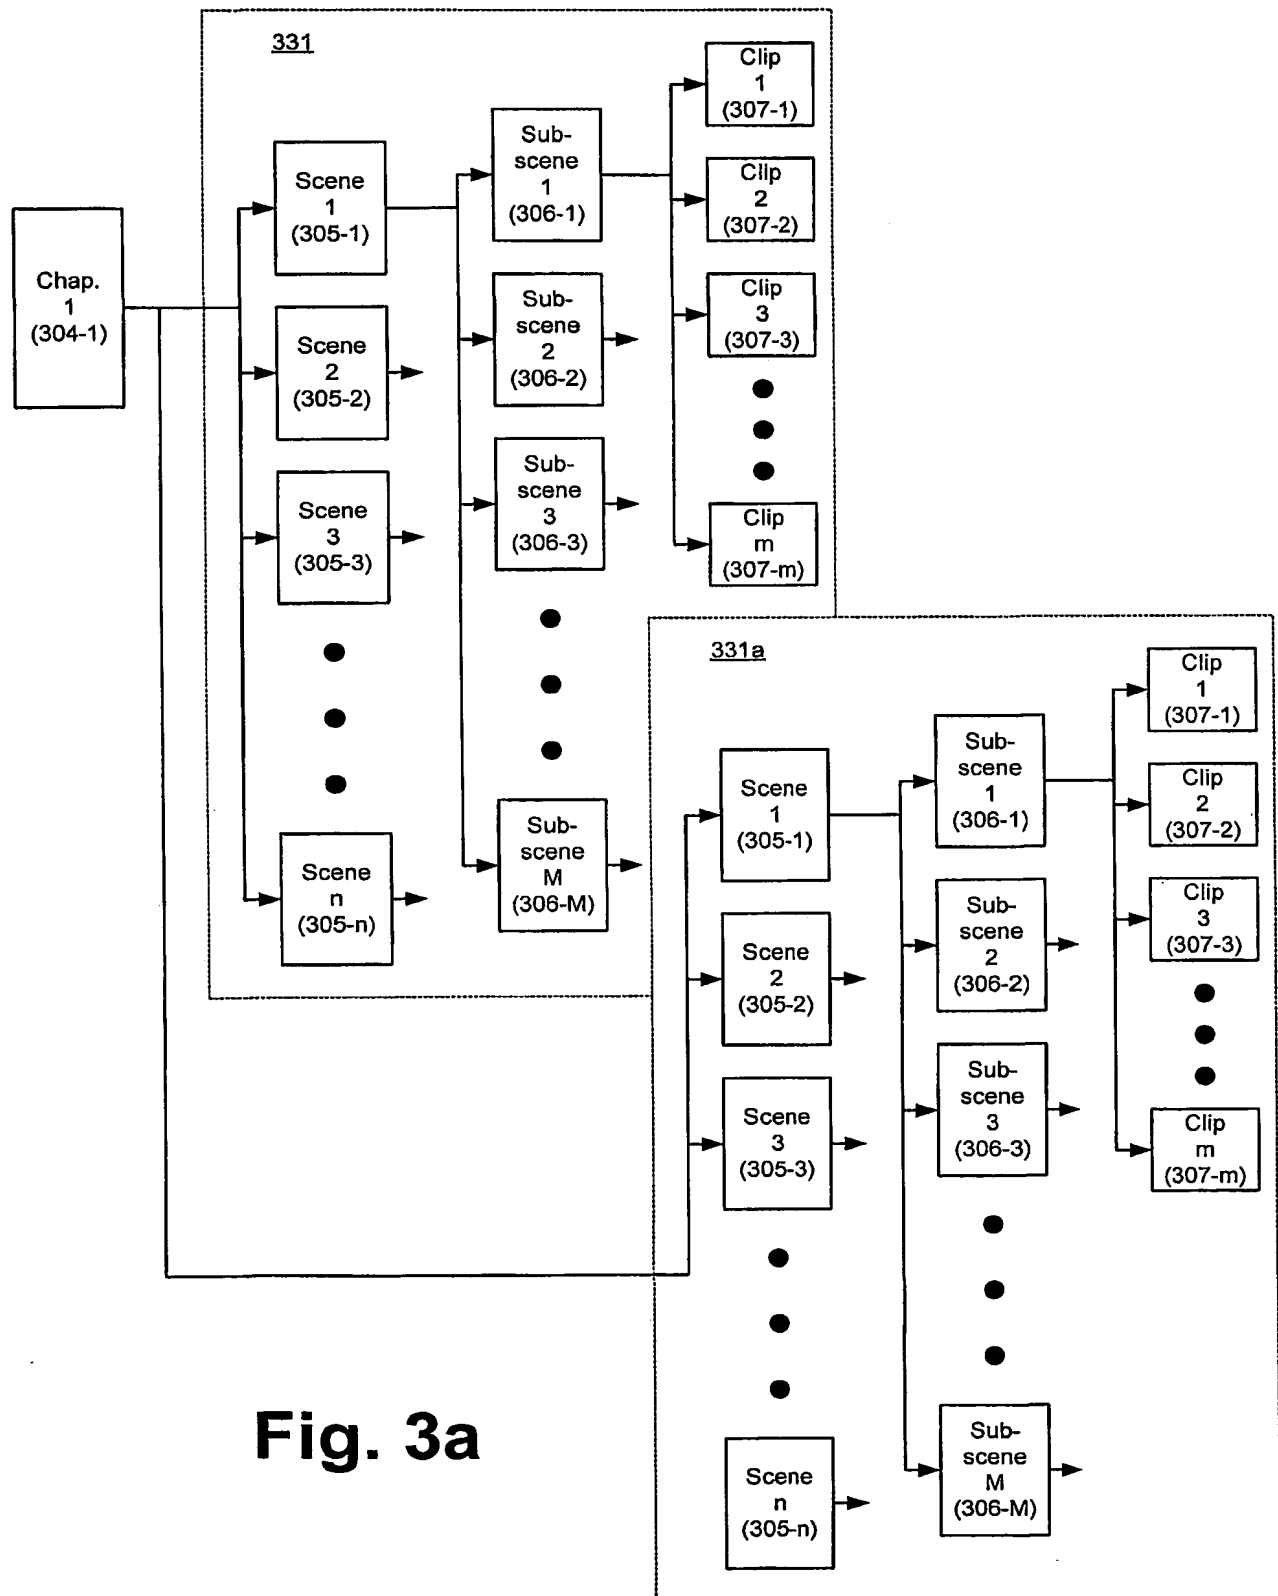 331
Chap.
1
(304-1)
Scene
1
(305-1)
Scene
2
(305-2)
Scene
3
(305-3)
Scene
n
(305-n)
Sub-
scene
1
(306-1)
Sub-
scene
2
(306-2)
Sub-
scene
3
(306-3)
Sub-
scene
M
(306-M)
Clip
1
(307-1)
Clip
2
(307-2)
Clip
3
(307-3)
Clip
m
(307-m)
331a
Scene
1
(305-1)
Scene
2
(305-2)
Scene
3
(305-3)
Scene
n
(305-n)
Sub-
scene
1
(306-1)
Sub-
scene
2
(306-2)
Sub-
scene
3
(306-3)
Sub-
scene
M
(306-M)
Clip
1
(307-1)
Clip
2
(307-2)
Clip
3
(307-3)
Clip
m
(307-m)
Fig. 3a